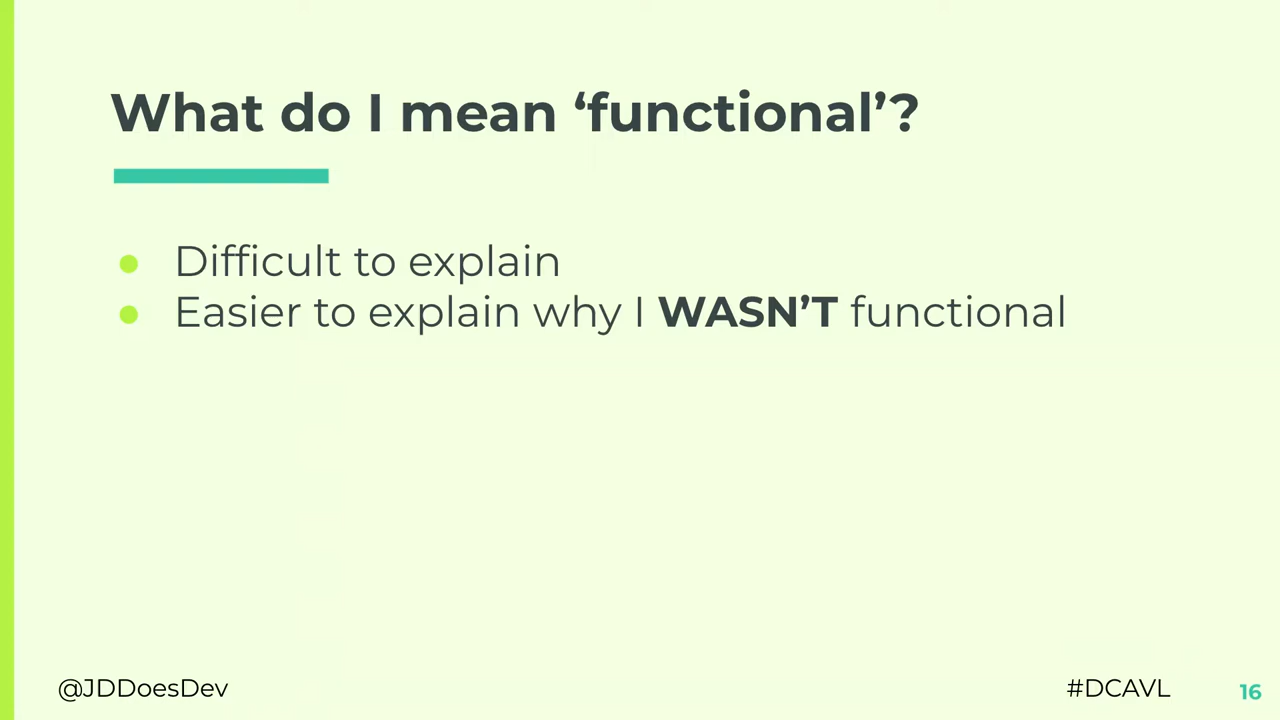 What do I mean ‘functional’?
● Difficult to explain
● Easier to explain why I WASN’T functional
@JDDoesDev
#DCAVL
16